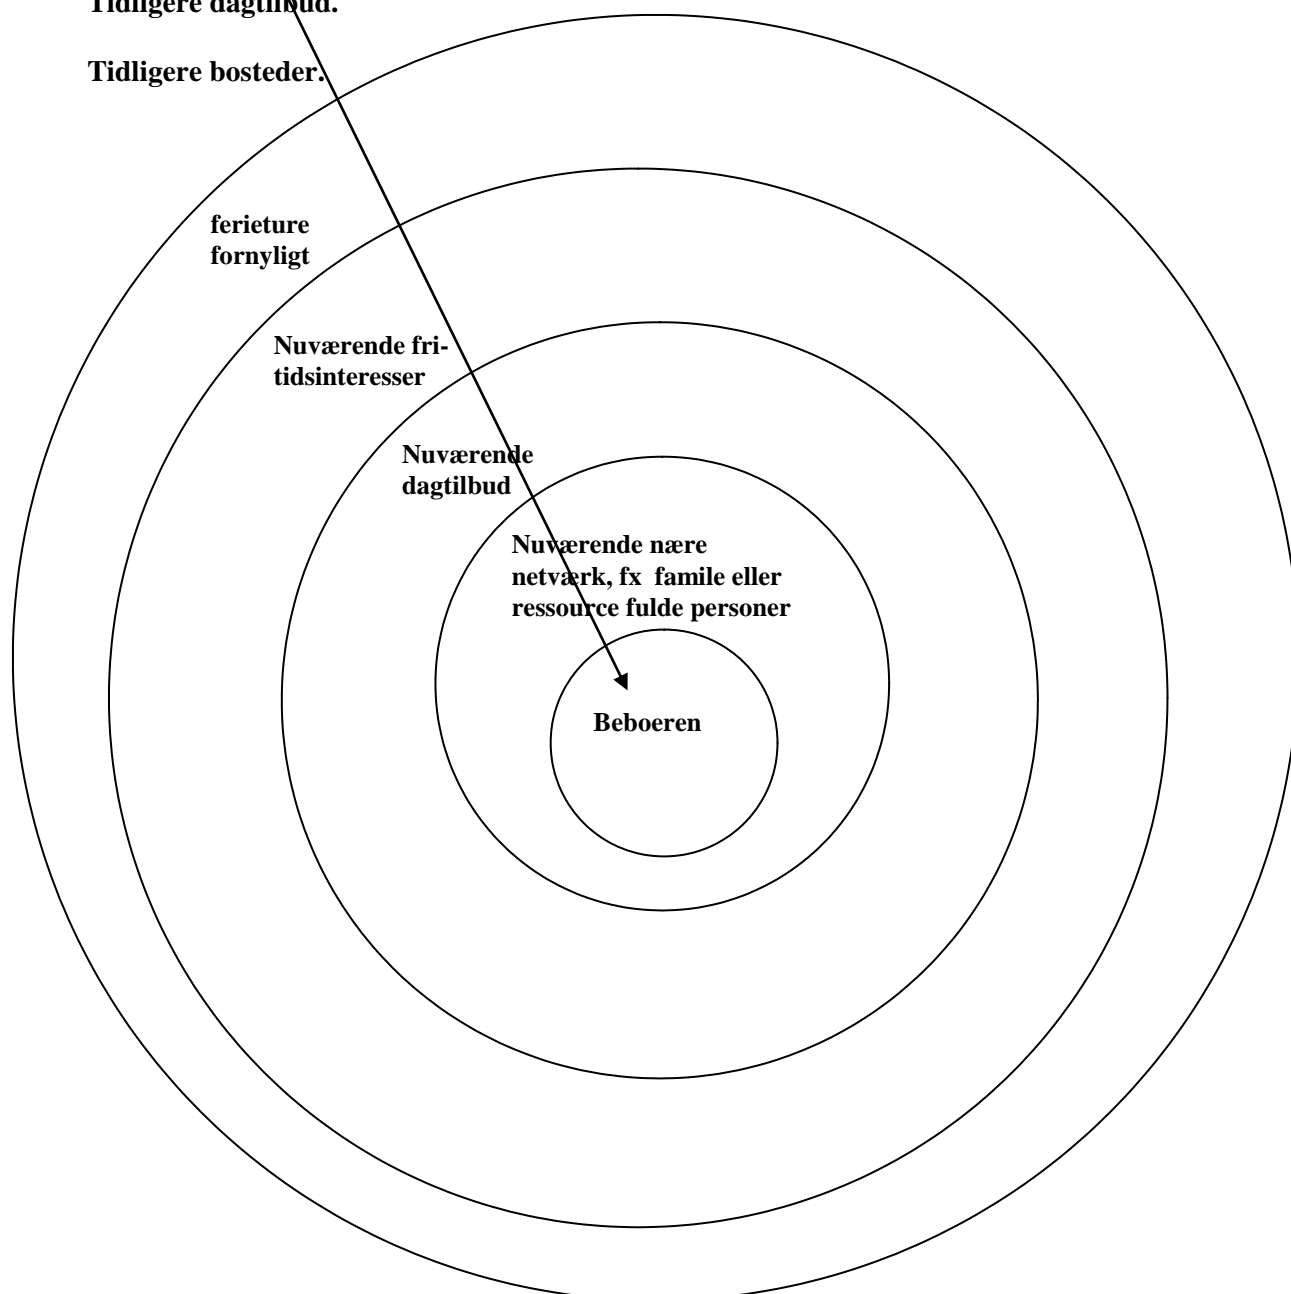 Tidligere dagtilbud.
Tidligere bosteder.
ferieture
fornyligt
Nuværende fri-
tidsinteresser
Nuværende
dagtilbud
Nuværende nære
netværk, fx  famile eller
ressource fulde personer
Beboeren